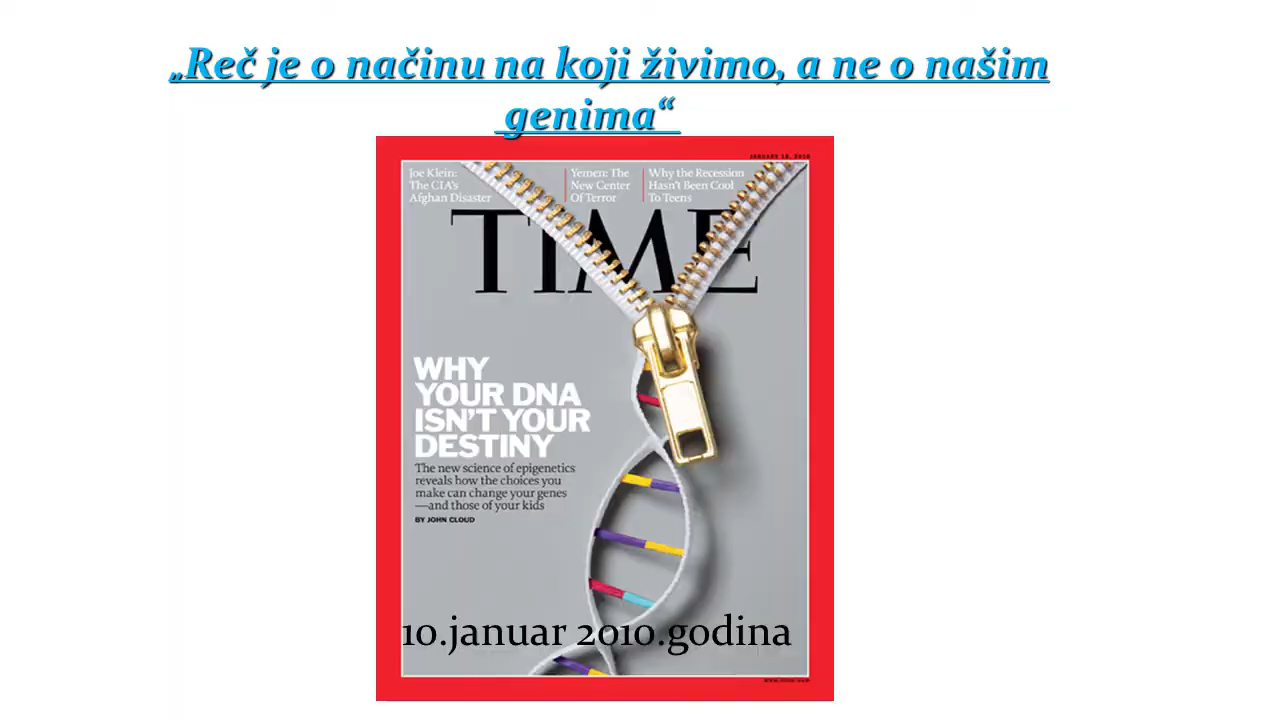 „Reč je o načinu na koji živimo, a ne o našim
genima“
Joe Klein:
The CIA's
Afghan Disaster
Yemen: The
New Center
Of Terror
Why the Recession
Hasn't Been Cool
To Teens
TIME
WHY
YOUR DNA
ISN'T YOUR
DESTINY
The new science of epigenetics
reveals how the choices you
make can change your genes
—and those of your kids
BY JOHN CLOUD
10.januar 2010.godina